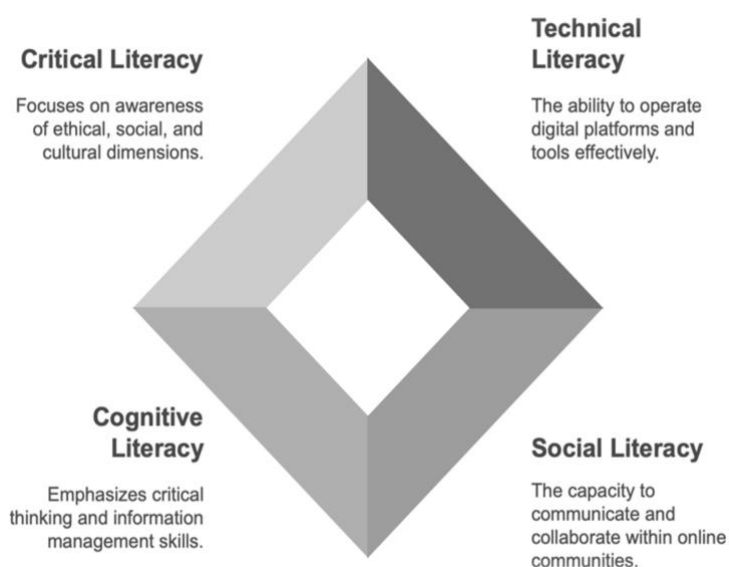 Critical Literacy
Focuses on awareness
of ethical, social, and
cultural dimensions.
Technical
Literacy
The ability to operate
digital platforms and
tools effectively.
Cognitive
Literacy
Emphasizes critical
thinking and information
management skills.
Social Literacy
The capacity to
communicate and
collaborate within online
communities.